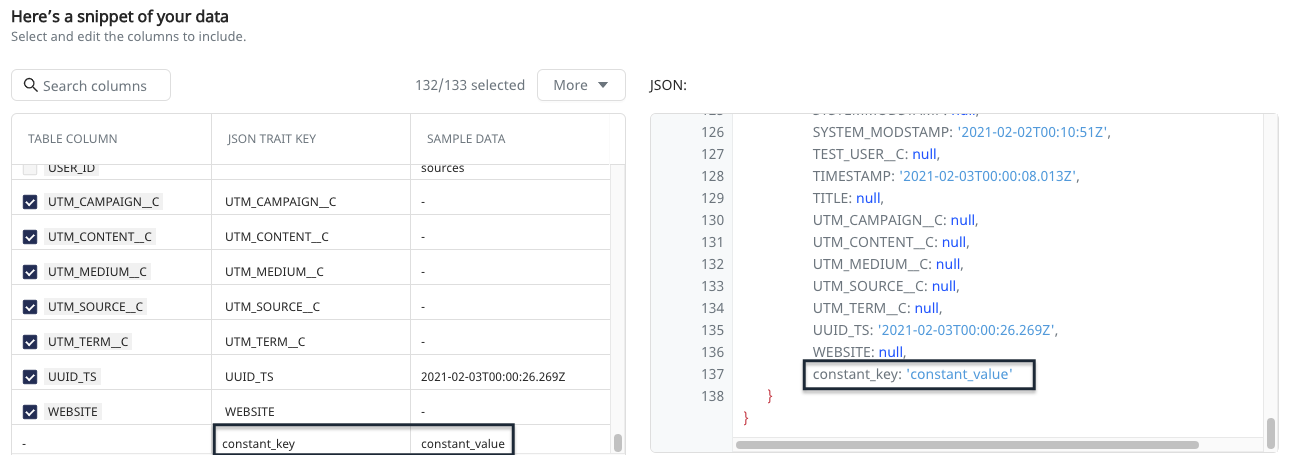 Here's a snippet of your data
Select and edit the columns to include.
Search columns
132/133 selected
More
TABLE COLUMN JSON TRAIT KEY SAMPLE DATA
USER_ID sources
UTM_CAMPAIGN__C UTM_CAMPAIGN__C -
UTM_CONTENT__C UTM_CONTENT__C -
UTM_MEDIUM__C UTM_MEDIUM__C -
UTM_SOURCE__C UTM_SOURCE__C -
UTM_TERM__C UTM_TERM__C -
UUID_TS UUID_TS 2021-02-03T00:00:26.269Z
WEBSITE WEBSITE -
- constant_key constant_value
JSON:
126 SYSTEM_MODSTAMP: '2021-02-02T00:10:51Z',
127 TEST_USER__C: null,
128 TIMESTAMP: '2021-02-03T00:00:08.013Z',
129 TITLE: null,
130 UTM_CAMPAIGN__C: null,
131 UTM_CONTENT__C: null,
132 UTM_MEDIUM__C: null,
133 UTM_SOURCE__C: null,
134 UTM_TERM__C: null,
135 UUID_TS: '2021-02-03T00:00:26.269Z',
136 WEBSITE: null,
137 constant_key: 'constant_value'
138 }
}